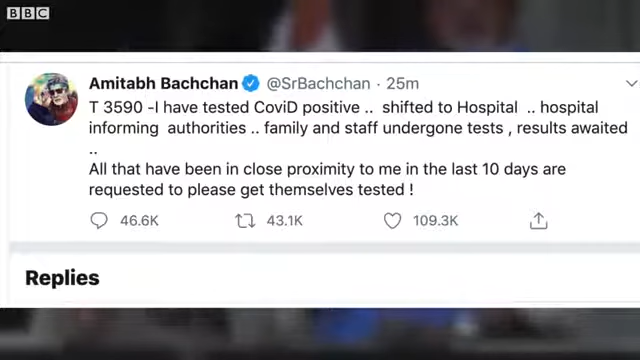 BBC
Amitabh Bachchan @SrBachchan · 25m
T 3590 -I have tested CoviD positive .. shifted to Hospital .. hospital
informing authorities .. family and staff undergone tests , results awaited
..
All that have been in close proximity to me in the last 10 days are
requested to please get themselves tested !
46.6K 43.1K 109.3K
Replies